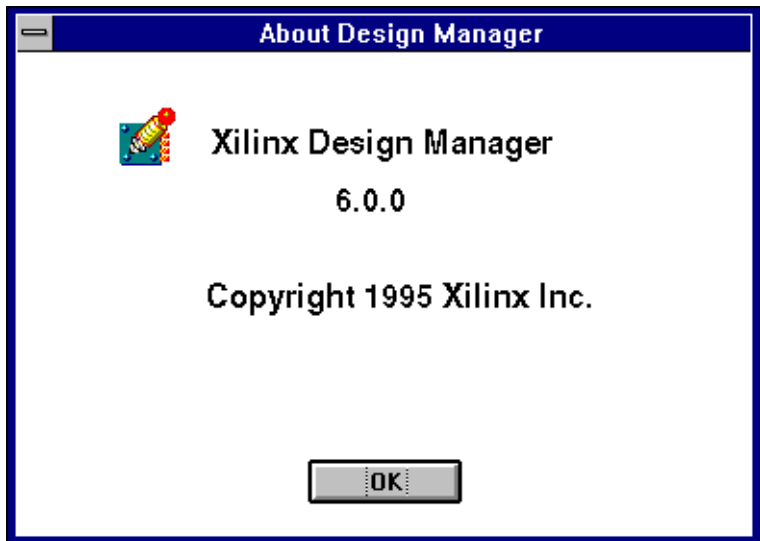 About Design Manager
Xilinx Design Manager
6.0.0
Copyright 1995 Xilinx Inc.
OK